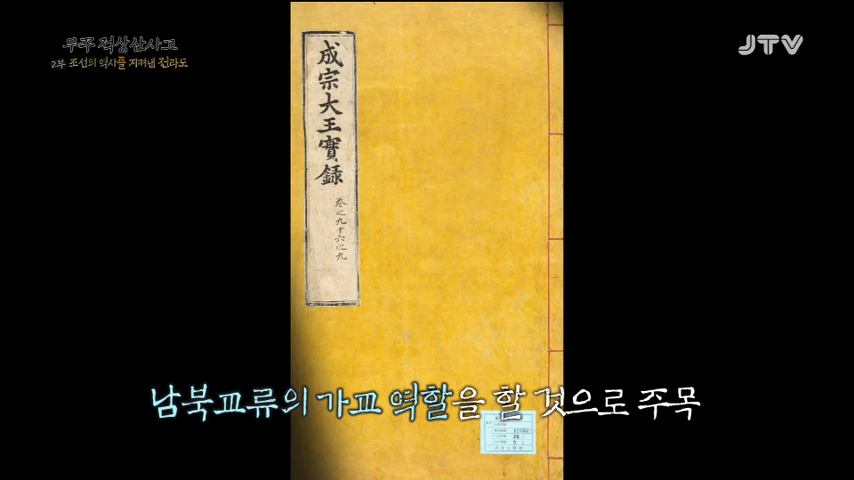 무주 적상산사고
2부 조선의 역사를 지켜낸 전라도
JTV
成宗大王實録
卷之九十六之九
남북교류의 가교 역할을 할 것으로 주목